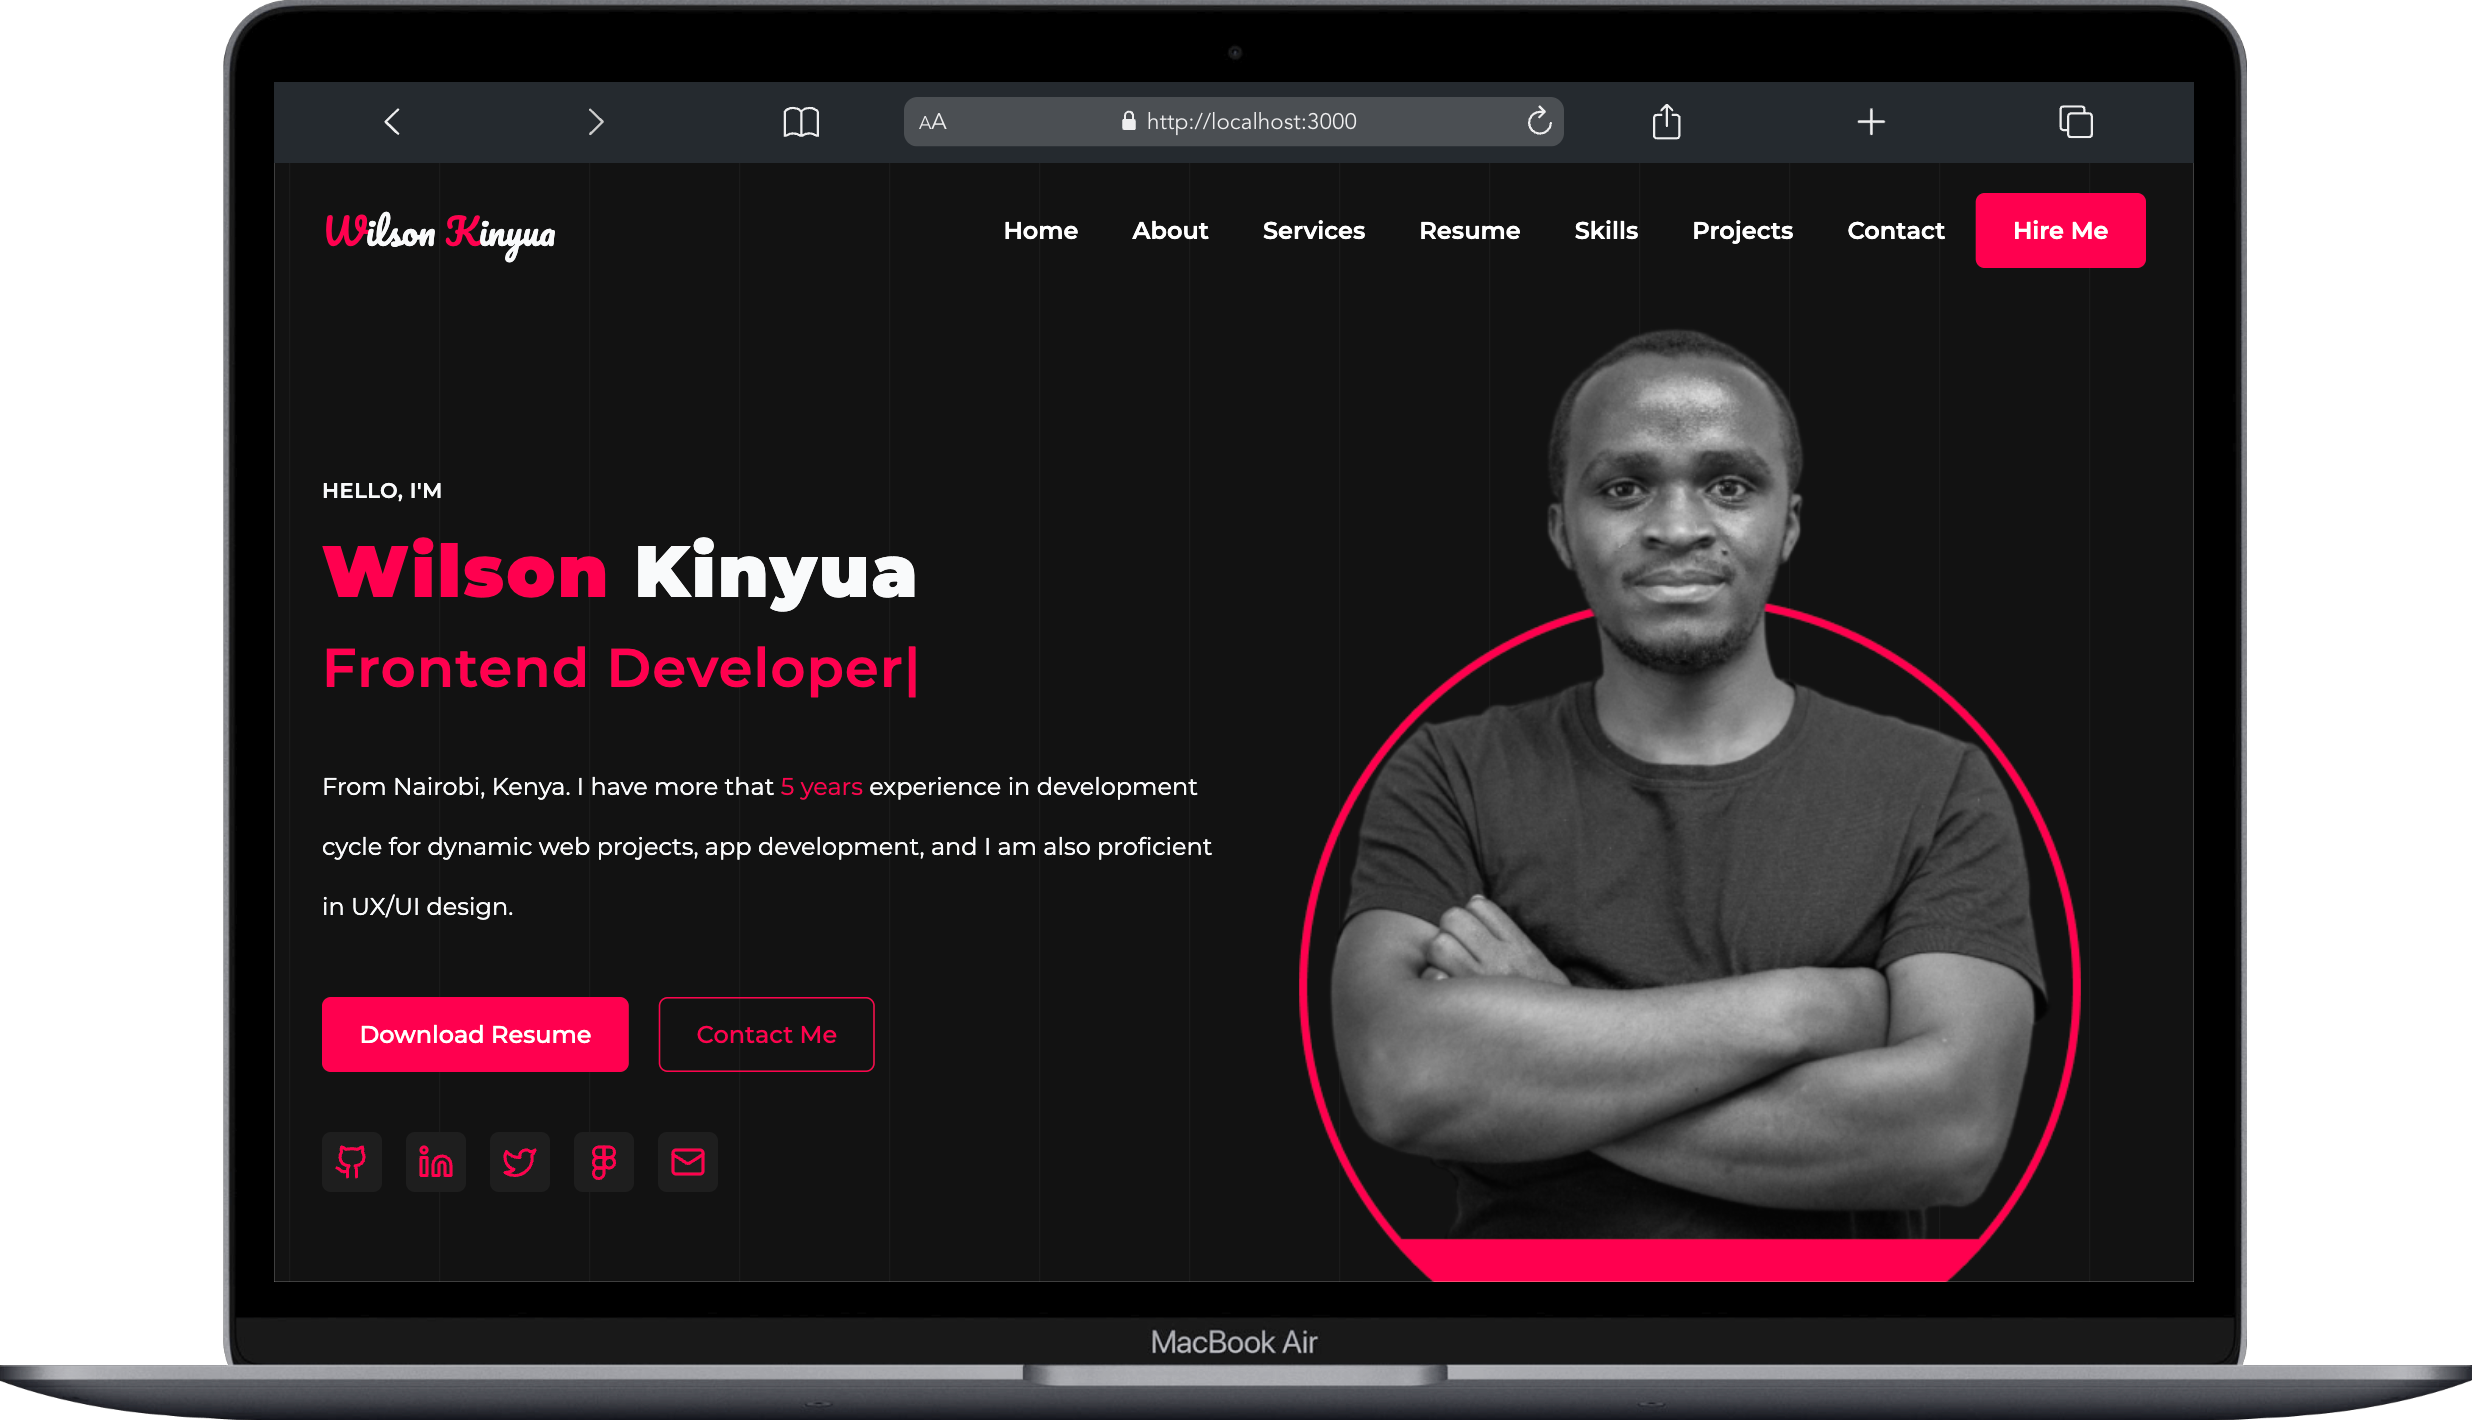 AA http://localhost:3000
Wilson Kinyua
Home About Services Resume Skills Projects Contact Hire Me
HELLO, I'M
Wilson Kinyua
Frontend Developer|
From Nairobi, Kenya. I have more that 5 years experience in development
cycle for dynamic web projects, app development, and I am also proficient
in UX/UI design.
Download Resume Contact Me
in
MacBook Air